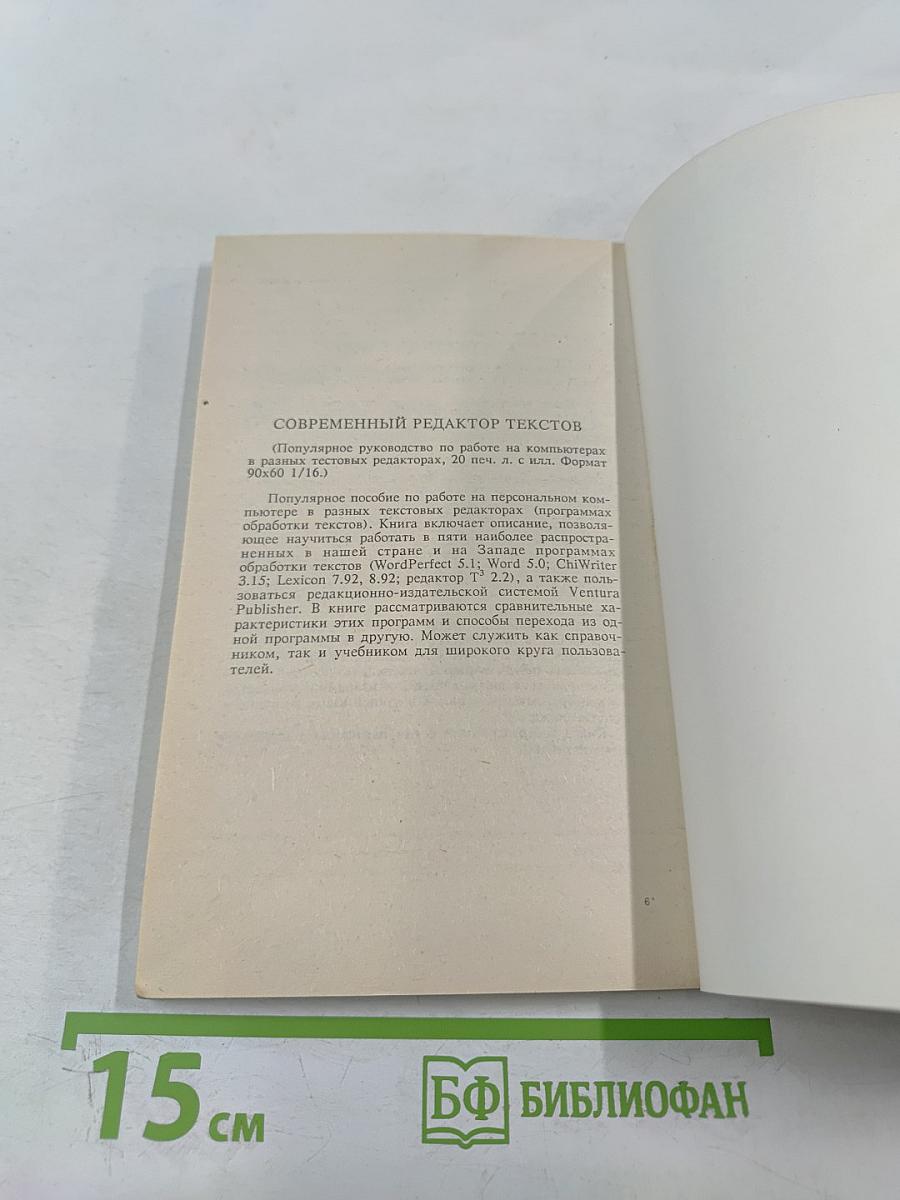 СОВРЕМЕННЫЙ РЕДАКТОР ТЕКСТОВ
(Популярное руководство по работе на компьютерах
в разных тестовых редакторах, 20 печ. л. с илл. Формат
90х60 1/16.)
Популярное пособие по работе на персональном ком-
пьютере в разных текстовых редакторах (программах
обработки текстов). Книга включает описание, позволя-
ющее научиться работать в пяти наиболее распростра-
ненных в нашей стране и на Западе программах
обработки текстов (WordPerfect 5.1; Word 5.0; ChiWriter
3.15; Lexicon 7.92, 8.92; редактор Т³ 2.2), а также поль-
зоваться редакционно-издательской системой Ventura
Publisher. В книге рассматриваются сравнительные ха-
рактеристики этих программ и способы перехода из од-
ной программы в другую. Может служить как справоч-
ником, так и учебником для широкого круга пользова-
телей.
6*
15 см
БФ БИБЛИОФАН